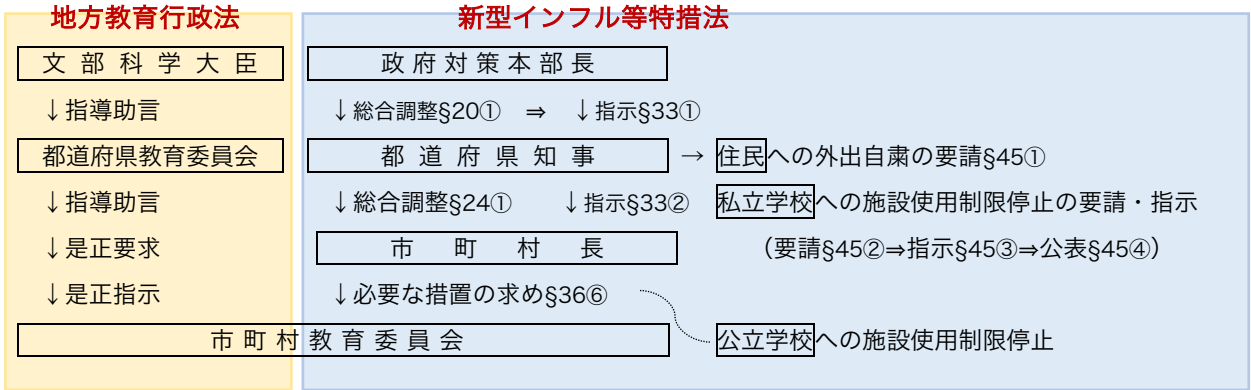 地方教育行政法 新型インフル等特措法
文部科学大臣 政府対策本部長
↓指導助言 ↓総合調整§20① ⇒ ↓指示§33①
都道府県教育委員会 都道府県知事 → 住民への外出自粛の要請§45①
↓指導助言 ↓総合調整§24① ↓指示§33② 私立学校への施設使用制限停止の要請・指示
↓是正要求 市町村長 （要請§45②⇒指示§45③⇒公表§45④）
↓是正指示 ↓必要な措置の求め§36⑥
市町村教育委員会 公立学校への施設使用制限停止